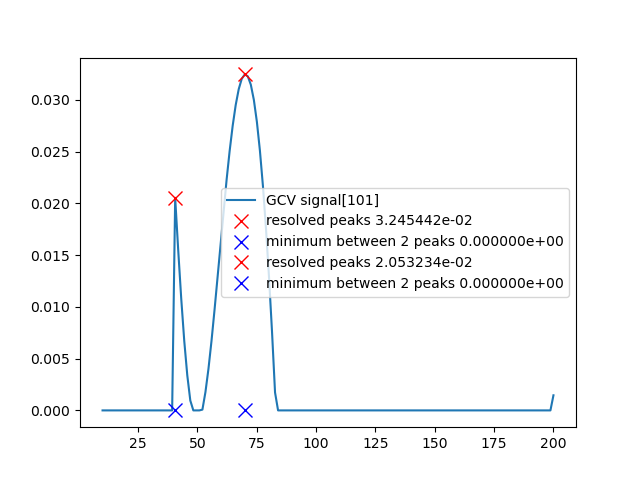 0.030
0.025
0.020
0.015
0.010
0.005
0.000
GCV signal[101]
resolved peaks 3.245442e-02
minimum between 2 peaks 0.000000e+00
resolved peaks 2.053234e-02
minimum between 2 peaks 0.000000e+00
25 50 75 100 125 150 175 200